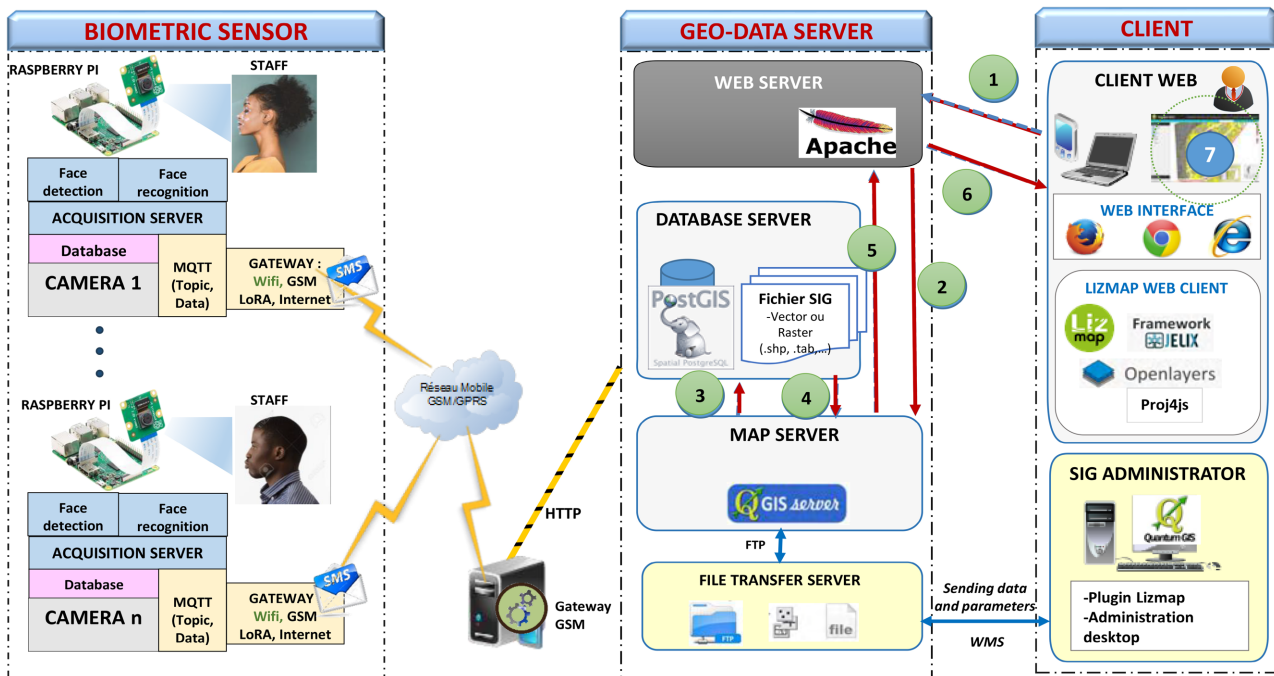 BIOMETRIC SENSOR
RASPBERRY PI
STAFF
Face
detection
Face
recognition
ACQUISITION SERVER
Database
CAMERA 1
MQTT
(Topic,
Data)
GATEWAY :
Wifi, GSM
LoRA, Internet
SMS
RASPBERRY PI
STAFF
Face
detection
Face
recognition
ACQUISITION SERVER
Database
CAMERA n
MQTT
(Topic,
Data)
GATEWAY :
Wifi, GSM
LoRA, Internet
SMS
Réseau Mobile
GSM/GPRS
HTTP
Gateway
GSM
GEO-DATA SERVER
WEB SERVER
Apache
DATABASE SERVER
PostGIS
Spatial PostgreSQL
Fichier SIG
-Vector ou
Raster
(.shp, .tab,..)
5
2
3
4
MAP SERVER
QGIS server
FTP
FILE TRANSFER SERVER
FTP
file
1
6
Sending data
and parameters
WMS
CLIENT
CLIENT WEB
7
WEB INTERFACE
LIZMAP WEB CLIENT
Liz
map
Framework
JELIX
Openlayers
Proj4js
SIG ADMINISTRATOR
Quantum GIS
-Plugin Lizmap
-Administration
desktop